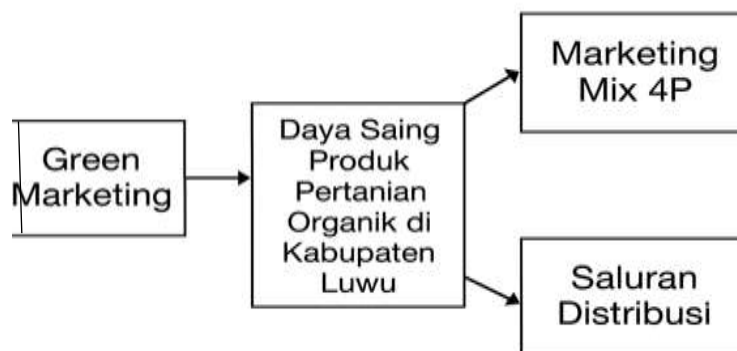 Green
Marketing
Daya Saing
Produk
Pertanian
Organik di
Kabupaten
Luwu
Marketing
Mix 4P
Saluran
Distribusi